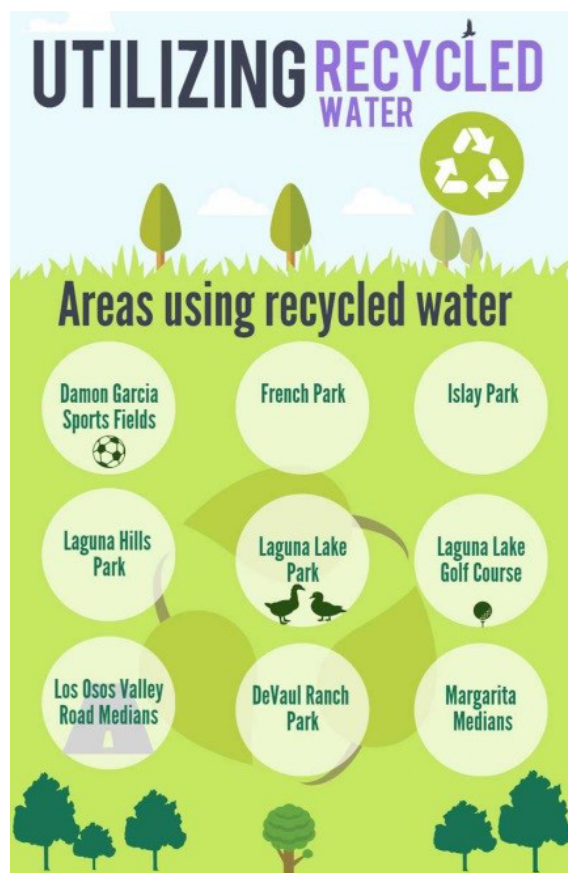 UTILIZING RECYCLED
WATER
Areas using recycled water
Damon Garcia
Sports Fields
French Park
Islay Park
Laguna Hills
Park
Laguna Lake
Park
Laguna Lake
Golf Course
Los Osos Valley
Road Medians
DeVaul Ranch
Park
Margarita
Medians